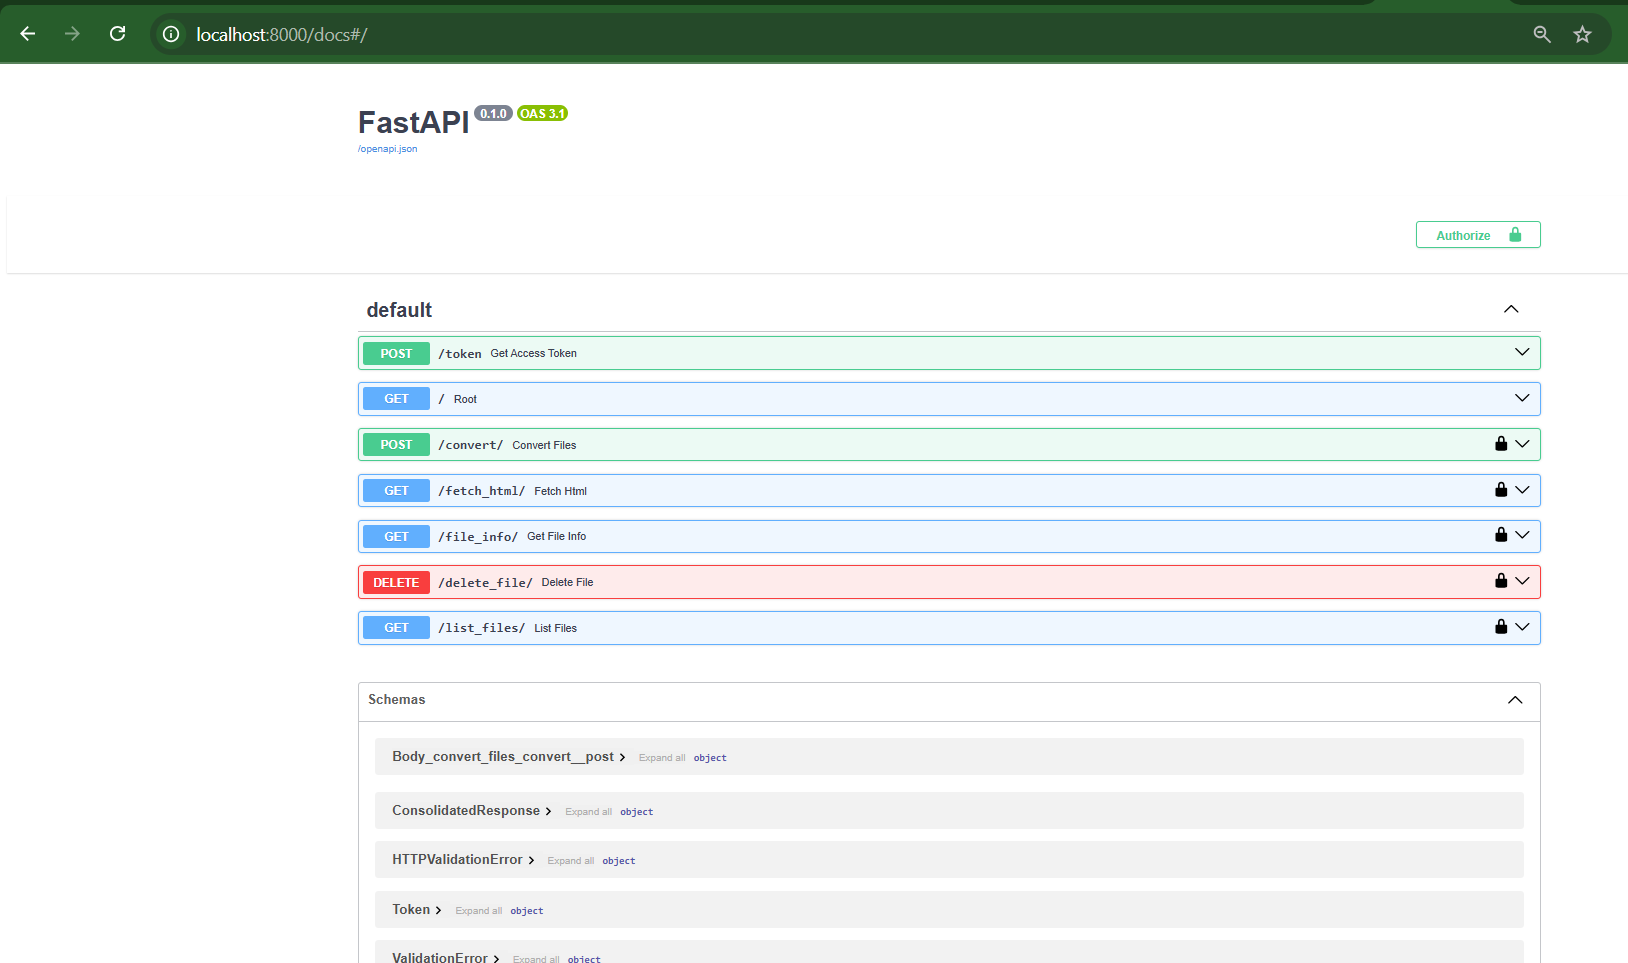 localhost:8000/docs#/
FastAPI 0.1.0 OAS 3.1
/openapi.json
Authorize
default
POST /token Get Access Token
GET / Root
POST /convert/ Convert Files
GET /fetch_html/ Fetch Html
GET /file_info/ Get File Info
DELETE /delete_file/ Delete File
GET /list_files/ List Files
Schemas
Body_convert_files_convert__post Expand all object
ConsolidatedResponse Expand all object
HTTPValidationError Expand all object
Token Expand all object
ValidationError Expand all object